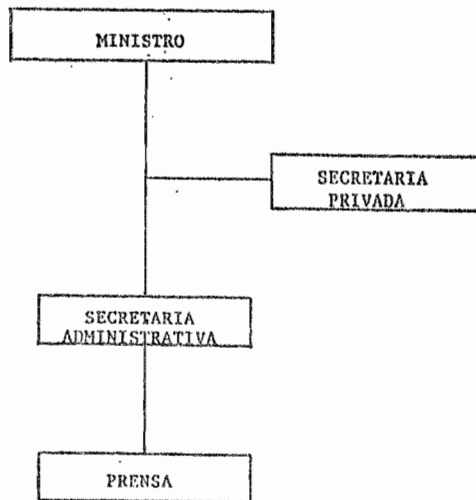 MINISTRO
SECRETARIA
PRIVADA
SECRETARIA
ADMINISTRATIVA
PRENSA